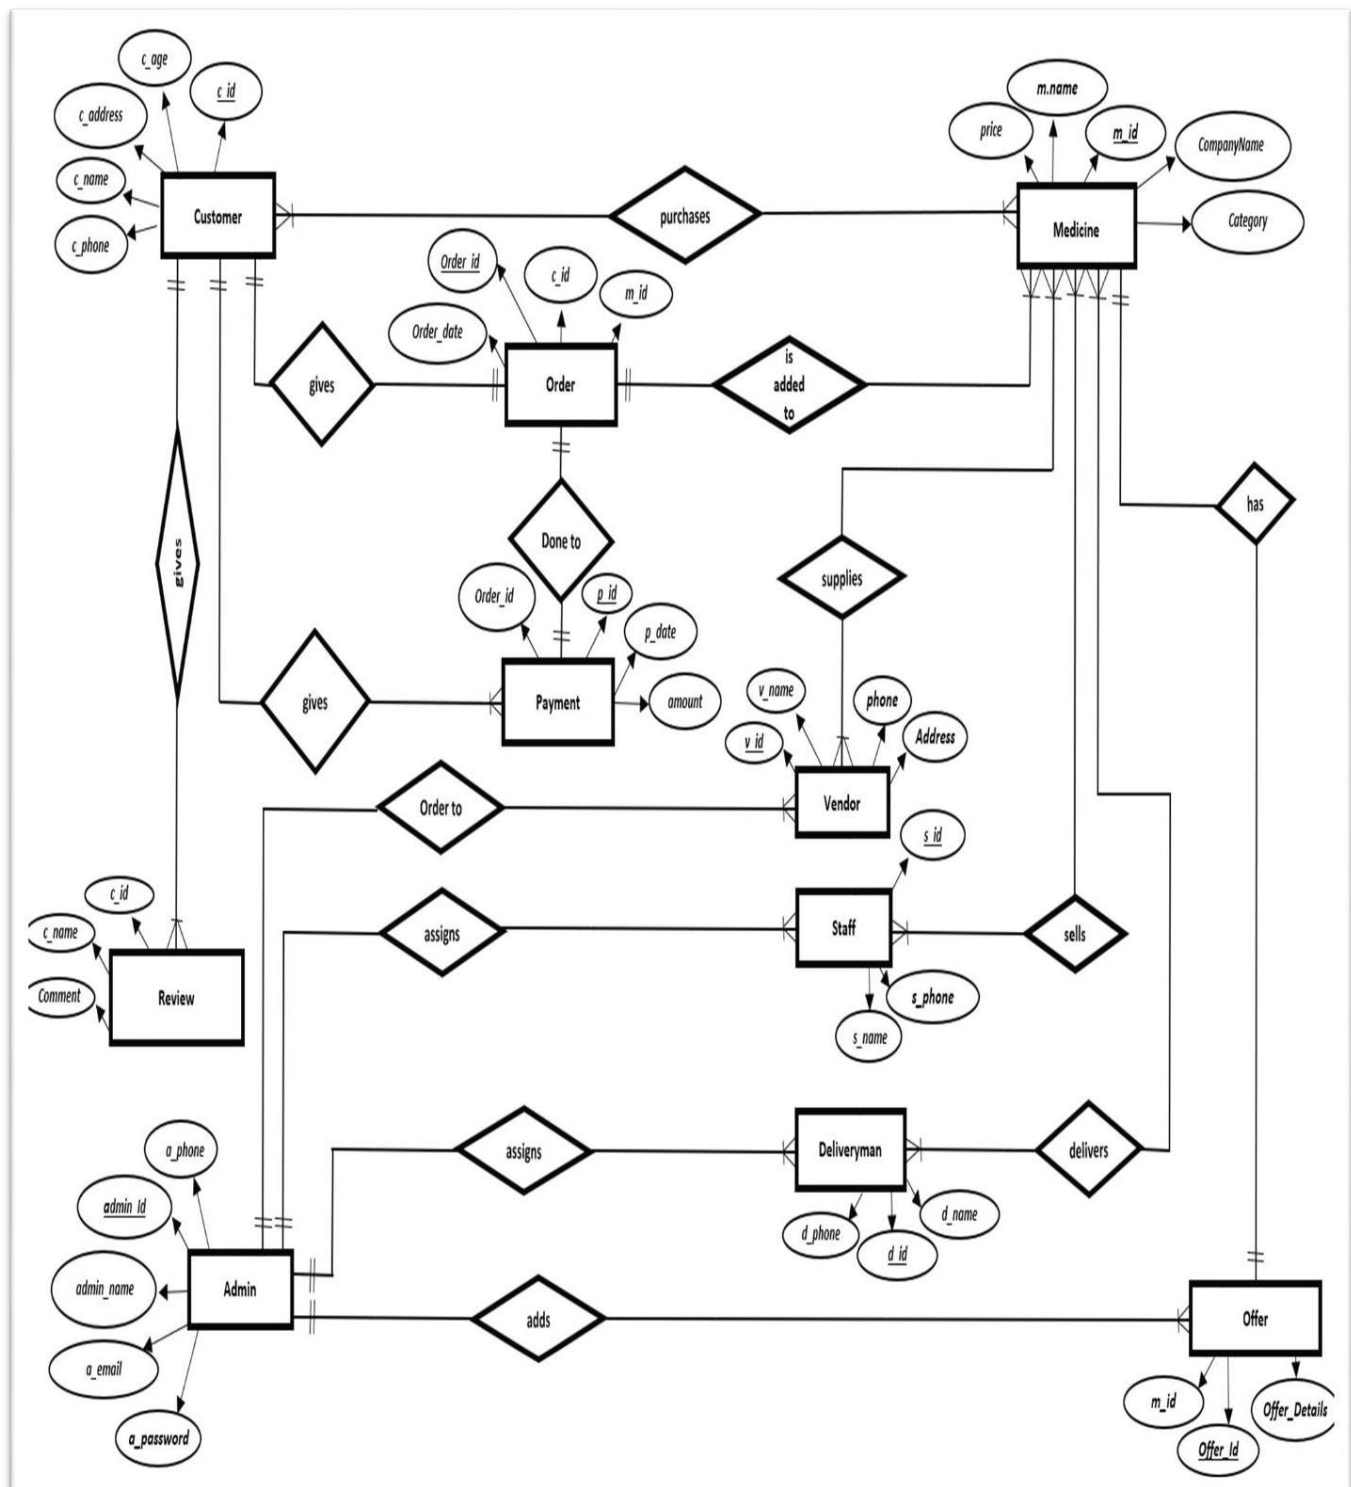 c_age
c_id
c_address
c_name
c_phone
Customer
purchases
m.name
price
m_id
CompanyName
Category
Medicine
Order_id
c_id
m_id
Order_date
gives
Order
is
added
to
has
gives
Done to
supplies
Order_id
p_id
p_date
gives
Payment
amount
v_name
phone
v_id
Address
Order to
Vendor
s_id
c_id
c_name
Comment
Review
assigns
Staff
sells
s_phone
s_name
a_phone
admin_Id
admin_name
a_email
a_password
Admin
assigns
Deliveryman
delivers
d_phone
d_id
d_name
adds
Offer
m_id
Offer_Id
Offer_Details